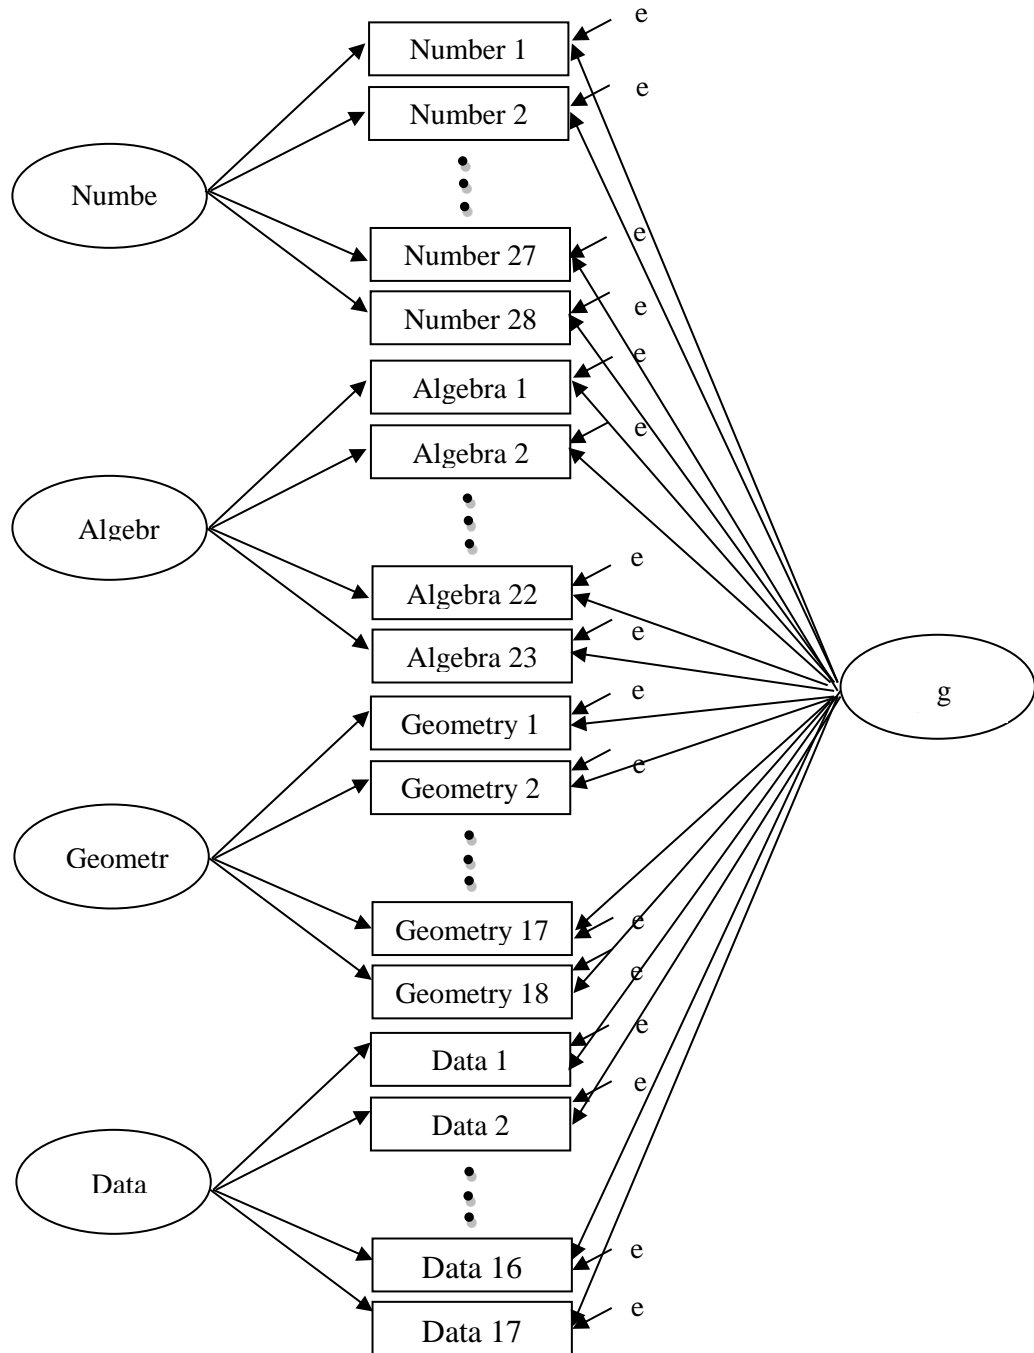 e
Number 1
e
Number 2
Numbe
e
Number 27
e
Number 28
e
Algebra 1
e
Algebra 2
Algebr
e
Algebra 22
e
Algebra 23
e
g
Geometry 1
e
Geometry 2
Geometr
e
Geometry 17
e
Geometry 18
e
Data 1
e
Data 2
Data
e
Data 16
e
Data 17